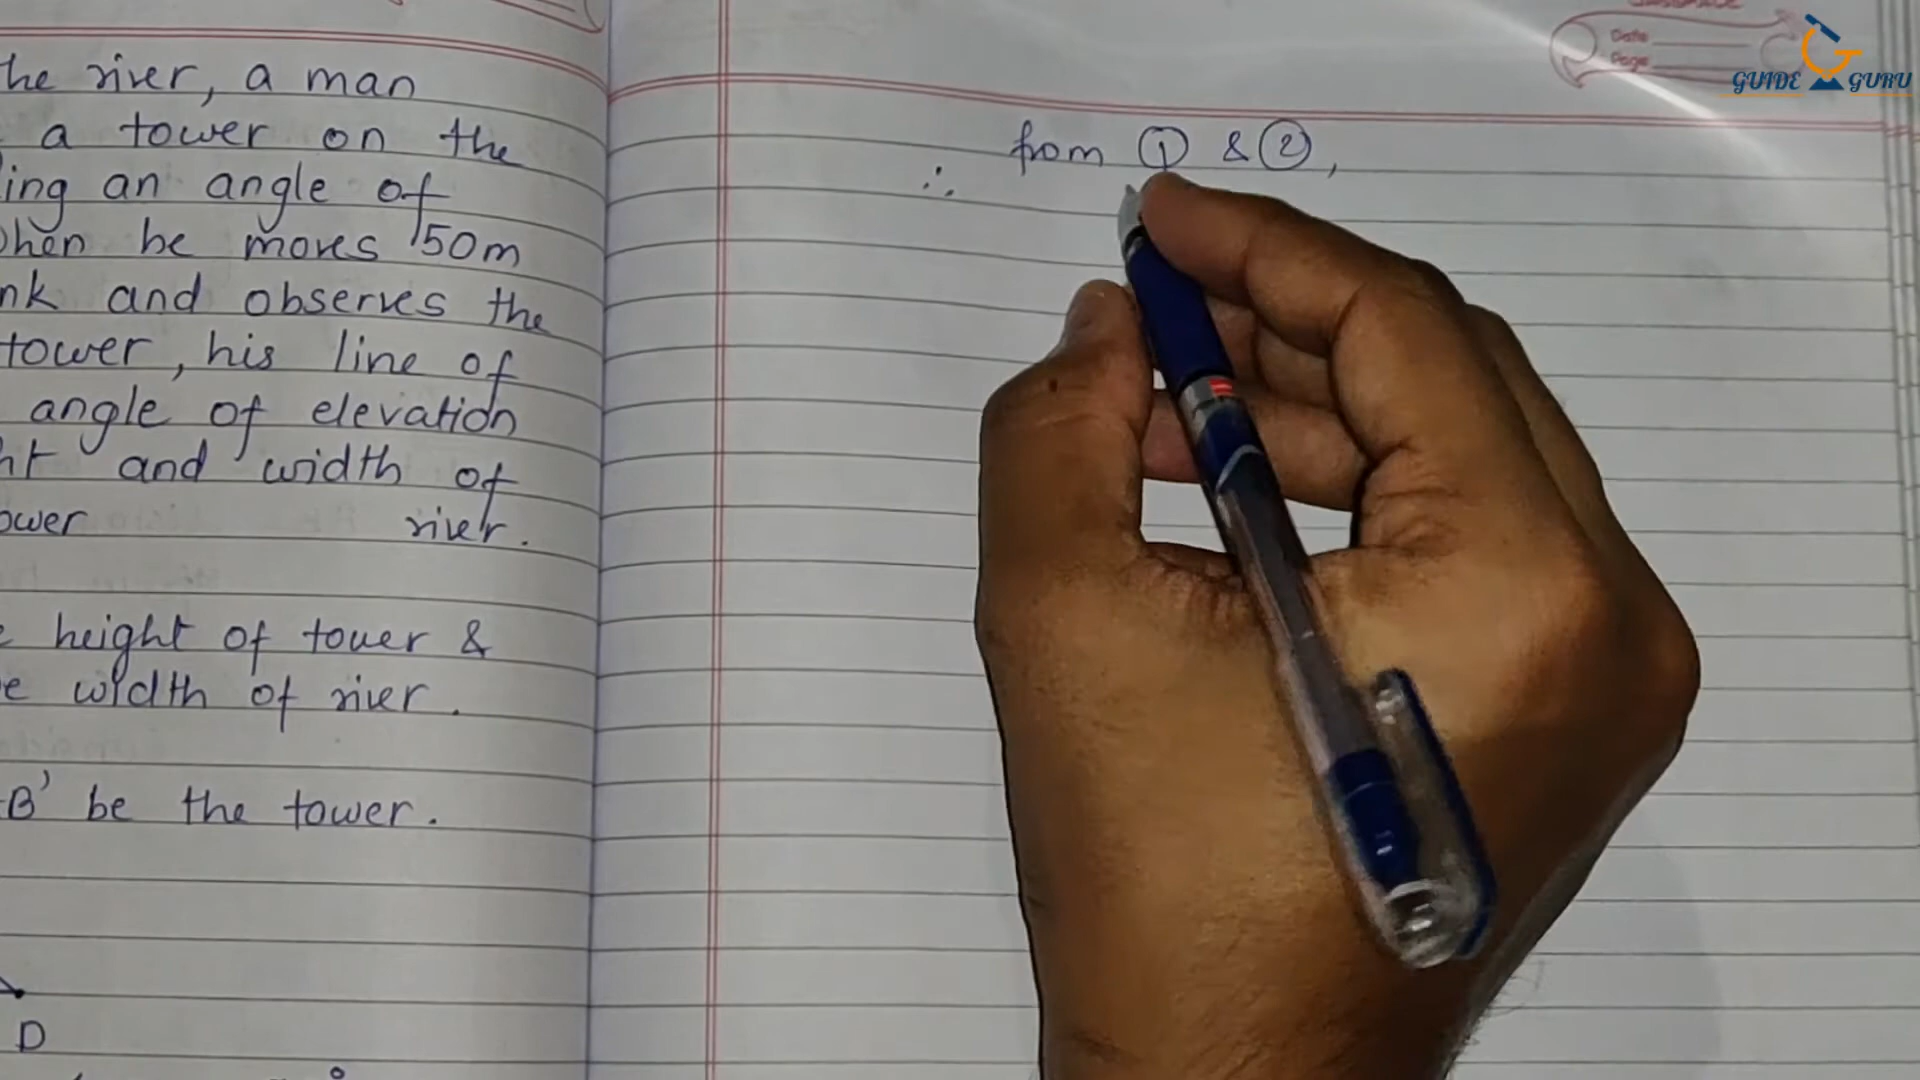 he river, a man
a tower on the
ing an angle of
hen be moves 50m
nk and observes the
tower, his line of
angle of elevation
ht and width of
ower river.
height of tower &
e width of river.
B' be the tower.
D
from ① & ②,
∴
Date
Page
GUIDE GURU